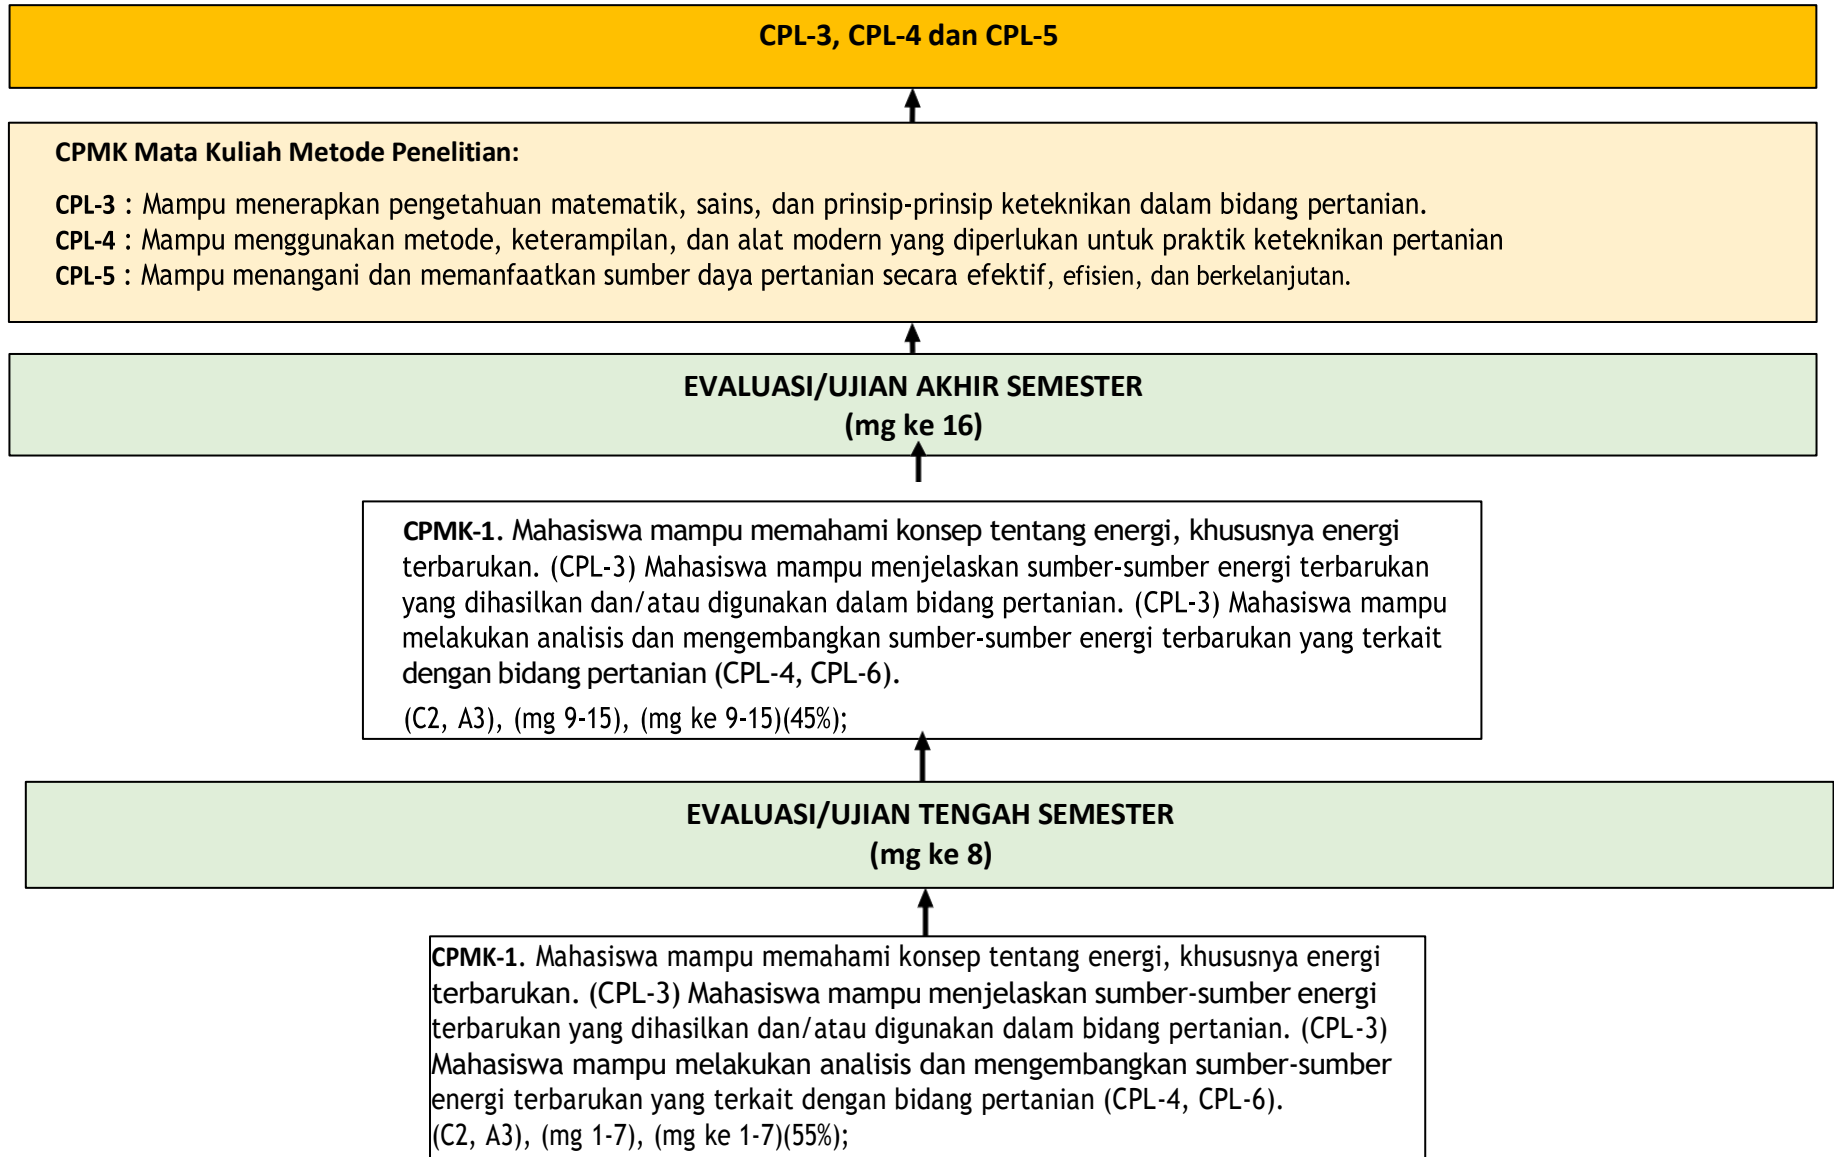 CPL-3, CPL-4 dan CPL-5
CPMK Mata Kuliah Metode Penelitian:
CPL-3 : Mampu menerapkan pengetahuan matematik, sains, dan prinsip-prinsip keteknikan dalam bidang pertanian.
CPL-4 : Mampu menggunakan metode, keterampilan, dan alat modern yang diperlukan untuk praktik keteknikan pertanian
CPL-5 : Mampu menangani dan memanfaatkan sumber daya pertanian secara efektif, efisien, dan berkelanjutan.
EVALUASI/UJIAN AKHIR SEMESTER
(mg ke 16)
CPMK-1. Mahasiswa mampu memahami konsep tentang energi, khususnya energi
terbarukan. (CPL-3) Mahasiswa mampu menjelaskan sumber-sumber energi terbarukan
yang dihasilkan dan/atau digunakan dalam bidang pertanian. (CPL-3) Mahasiswa mampu
melakukan analisis dan mengembangkan sumber-sumber energi terbarukan yang terkait
dengan bidang pertanian (CPL-4, CPL-6).
(C2, A3), (mg 9-15), (mg ke 9-15)(45%);
EVALUASI/UJIAN TENGAH SEMESTER
(mg ke 8)
CPMK-1. Mahasiswa mampu memahami konsep tentang energi, khususnya energi
terbarukan. (CPL-3) Mahasiswa mampu menjelaskan sumber-sumber energi
terbarukan yang dihasilkan dan/atau digunakan dalam bidang pertanian. (CPL-3)
Mahasiswa mampu melakukan analisis dan mengembangkan sumber-sumber
energi terbarukan yang terkait dengan bidang pertanian (CPL-4, CPL-6).
(C2, A3), (mg 1-7), (mg ke 1-7)(55%);